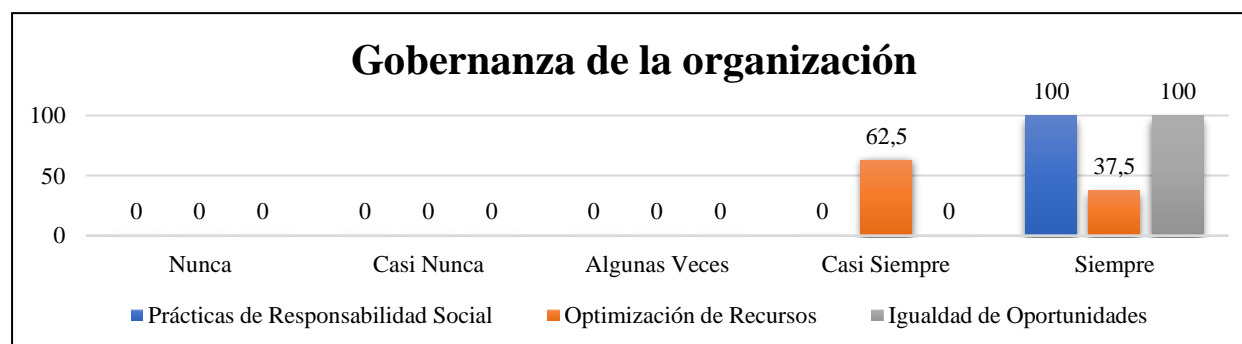 Gobernanza de la organización
100 100
100
62,5
50 37,5
0 0 0 0 0 0 0 0 0 0 0
0
Nunca Casi Nunca Algunas Veces Casi Siempre Siempre
Prácticas de Responsabilidad Social Optimización de Recursos Igualdad de Oportunidades